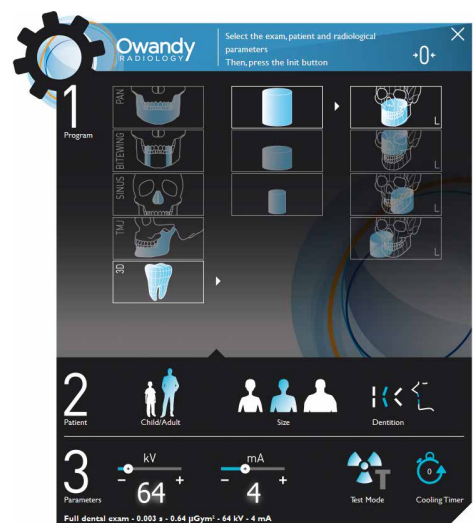 Owandy
RADIOLOGY
Select the exam, patient and radiological
parameters
Then, press the Init button
0
1
Program
PAN
BITEWING
SINUS
TMJ
3D
L
L
L
L
2
Patient
Child/Adult
Size
Dentition
3
Parameters
kV
- +
64
mA
- +
4
T
Test Mode
0
Cooling Timer
Full dental exam - 0.003 s - 0.64 µGym² - 64 kV - 4 mA